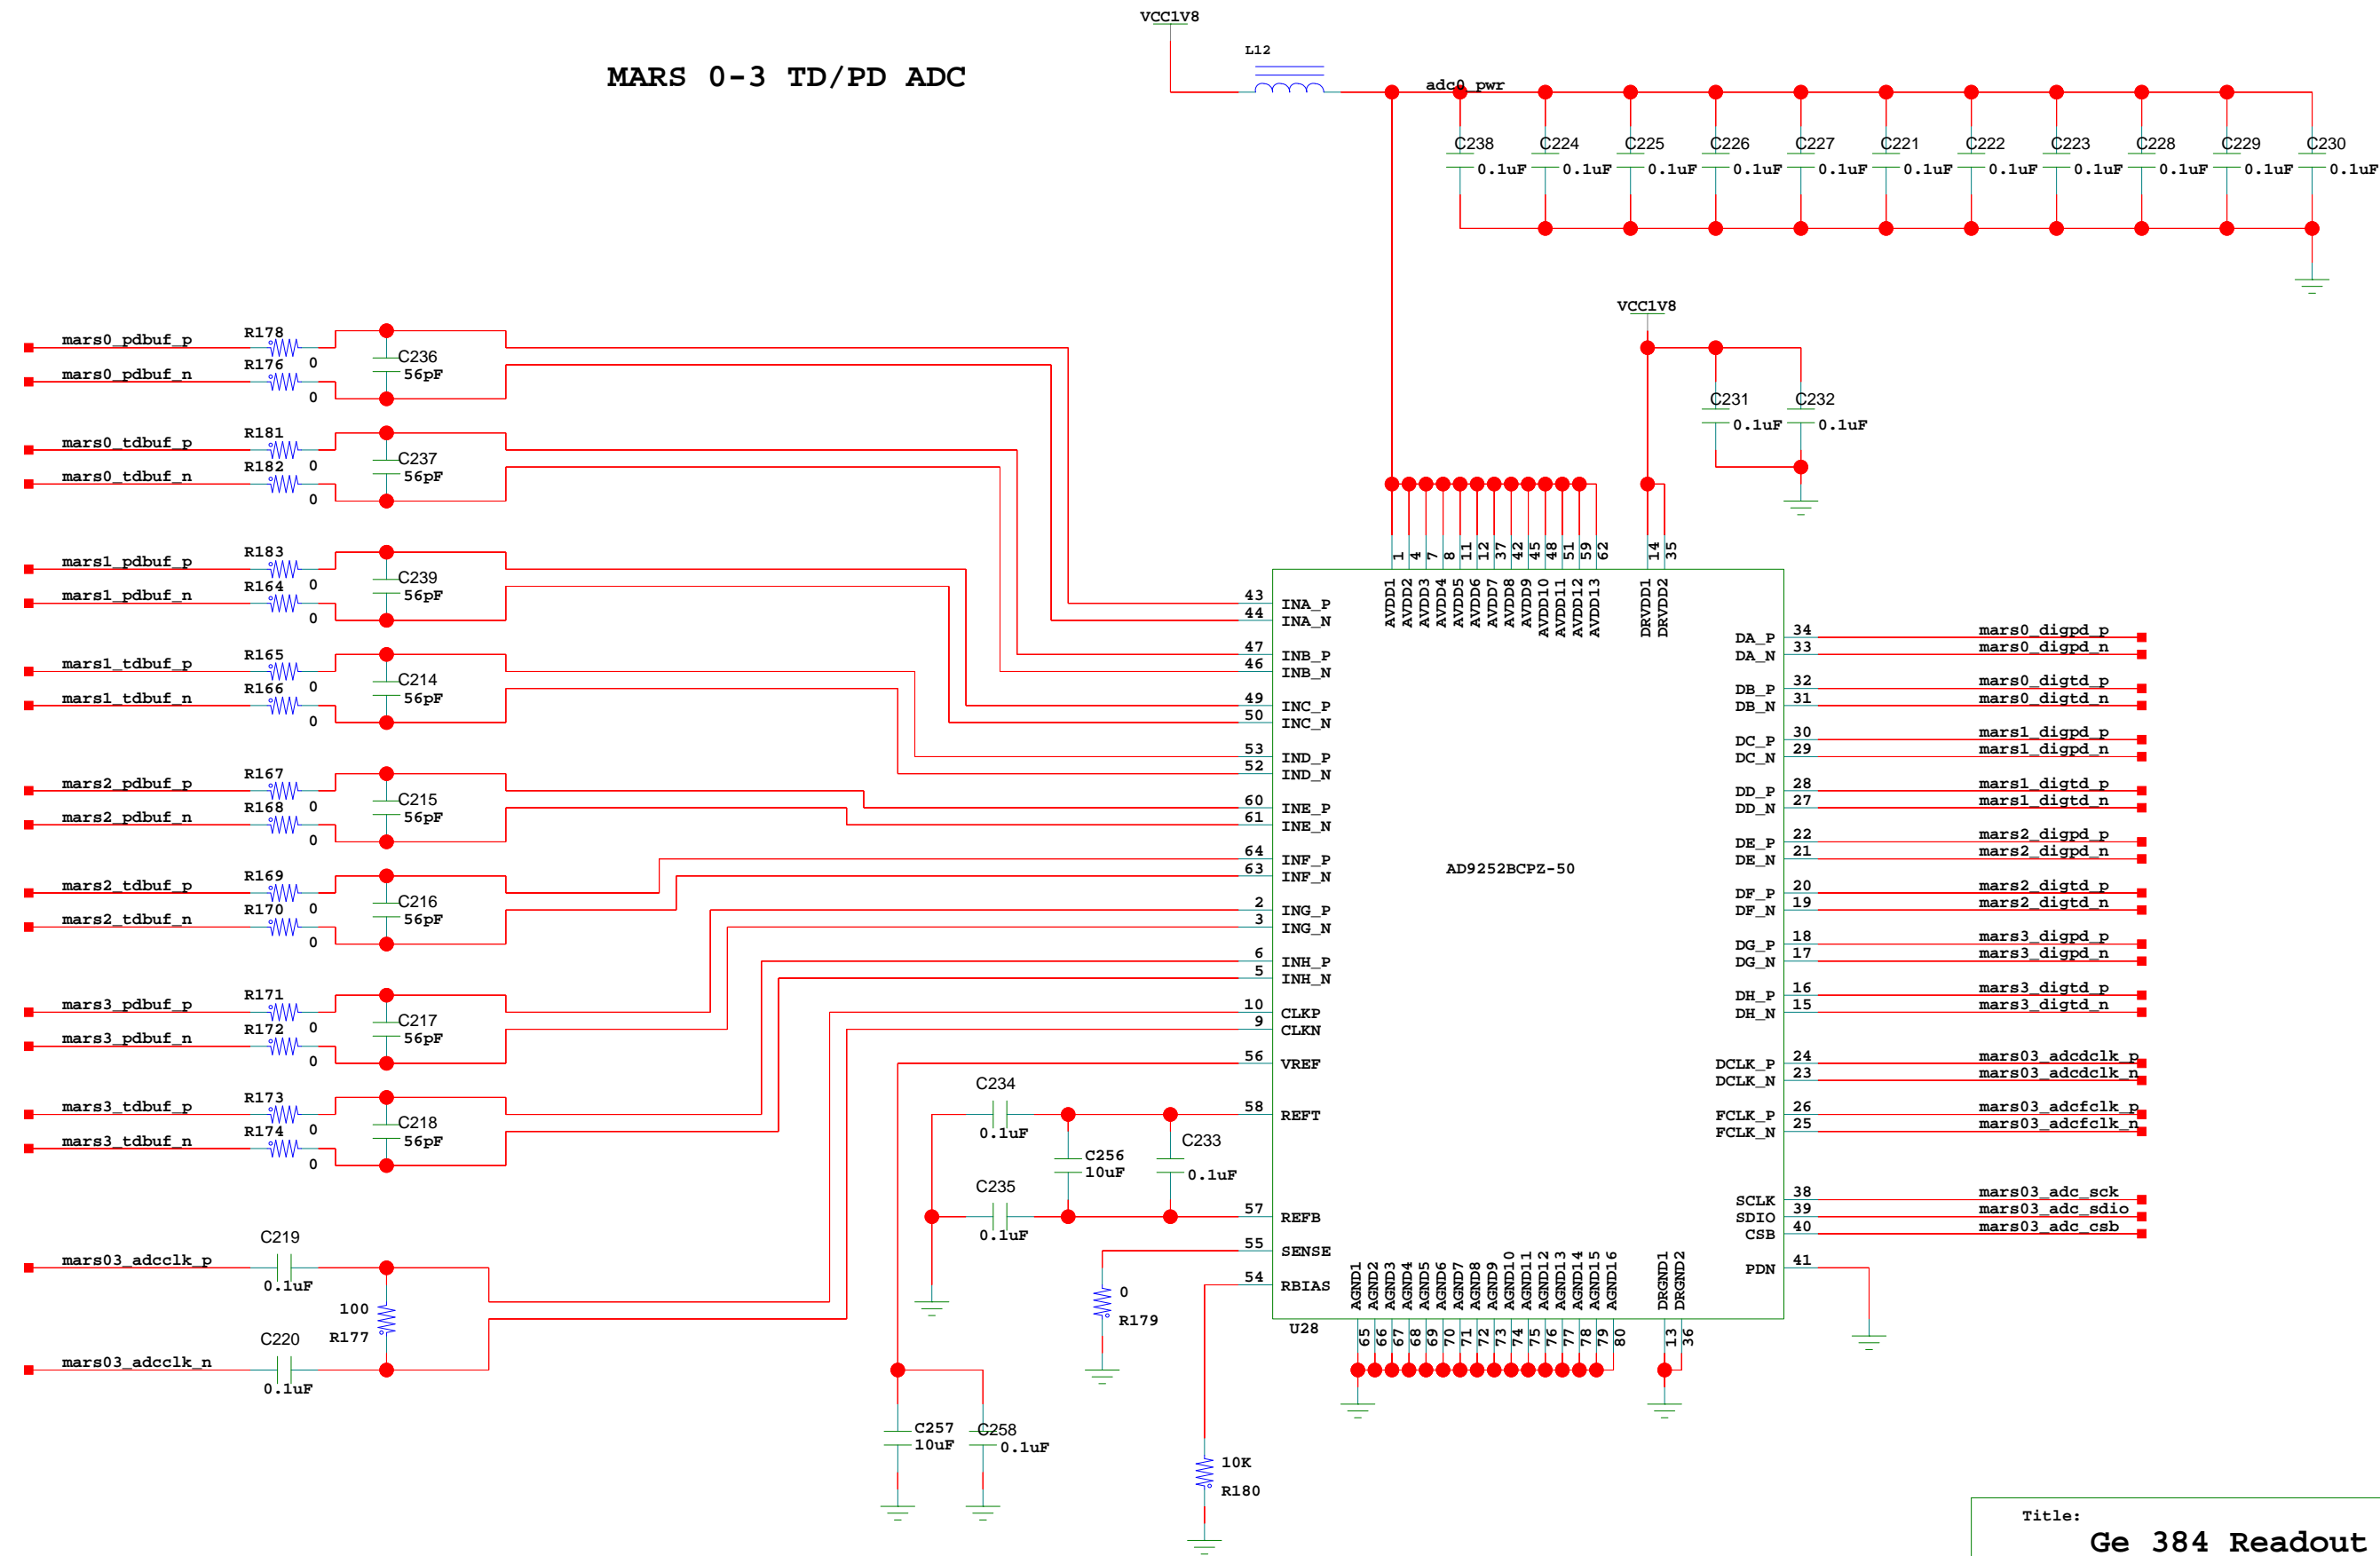 VCC1V8
MARS 0-3 TD/PD ADC
L12
adc0_pwr
C238 C224 C225 C226 C227 C221 C222 C223 C228 C229 C230
0.1uF 0.1uF 0.1uF 0.1uF 0.1uF 0.1uF 0.1uF 0.1uF 0.1uF 0.1uF 0.1uF
VCC1V8
C231 C232
0.1uF 0.1uF
mars0_pdbuf_p R178 0
C236
56pF
mars0_pdbuf_n R176 0
mars0_tdbuf_p R181 0
C237
56pF
mars0_tdbuf_n R182 0
mars1_pdbuf_p R183 0
C239
56pF
mars1_pdbuf_n R164 0
mars1_tdbuf_p R165 0
C214
56pF
mars1_tdbuf_n R166 0
mars2_pdbuf_p R167 0
C215
56pF
mars2_pdbuf_n R168 0
mars2_tdbuf_p R169 0
C216
56pF
mars2_tdbuf_n R170 0
mars3_pdbuf_p R171 0
C217
56pF
mars3_pdbuf_n R172 0
mars3_tdbuf_p R173 0
C218
56pF
mars3_tdbuf_n R174 0
C219
mars03_adcclk_p
0.1uF
100
R177
C220
mars03_adcclk_n
0.1uF
1 4 7 8 11 12 37 42 45 48 51 59 62 14 35
AVDD1 AVDD2 AVDD3 AVDD4 AVDD5 AVDD6 AVDD7 AVDD8 AVDD9 AVDD10 AVDD11 AVDD12 AVDD13 DRVDD1 DRVDD2
43 INA_P
44 INA_N
47 INB_P
46 INB_N
49 INC_P
50 INC_N
53 IND_P
52 IND_N
60 INE_P
61 INE_N
64 INF_P
63 INF_N
2 ING_P
3 ING_N
6 INH_P
5 INH_N
10 CLKP
9 CLKN
56 VREF
58 REFT
57 REFB
55 SENSE
54 RBIAS
AD9252BCPZ-50
DA_P 34 mars0_digpd_p
DA_N 33 mars0_digpd_n
DB_P 32 mars0_digtd_p
DB_N 31 mars0_digtd_n
DC_P 30 mars1_digpd_p
DC_N 29 mars1_digpd_n
DD_P 28 mars1_digtd_p
DD_N 27 mars1_digtd_n
DE_P 22 mars2_digpd_p
DE_N 21 mars2_digpd_n
DF_P 20 mars2_digtd_p
DF_N 19 mars2_digtd_n
DG_P 18 mars3_digpd_p
DG_N 17 mars3_digpd_n
DH_P 16 mars3_digtd_p
DH_N 15 mars3_digtd_n
DCLK_P 24 mars03_adcdclk_p
DCLK_N 23 mars03_adcdclk_n
FCLK_P 26 mars03_adcfclk_p
FCLK_N 25 mars03_adcfclk_n
SCLK 38 mars03_adc_sck
SDIO 39 mars03_adc_sdio
CSB 40 mars03_adc_csb
PDN 41
C234
0.1uF
C256
10uF
C233
0.1uF
C235
0.1uF
0
R179
AGND1 AGND2 AGND3 AGND4 AGND5 AGND6 AGND7 AGND8 AGND9 AGND10 AGND11 AGND12 AGND13 AGND14 AGND15 AGND16 DRGND1 DRGND2
U28
65 66 67 68 69 70 71 72 73 74 75 76 77 78 79 80 13 36
C257
10uF
C258
0.1uF
10K
R180
Title:
Ge 384 Readout